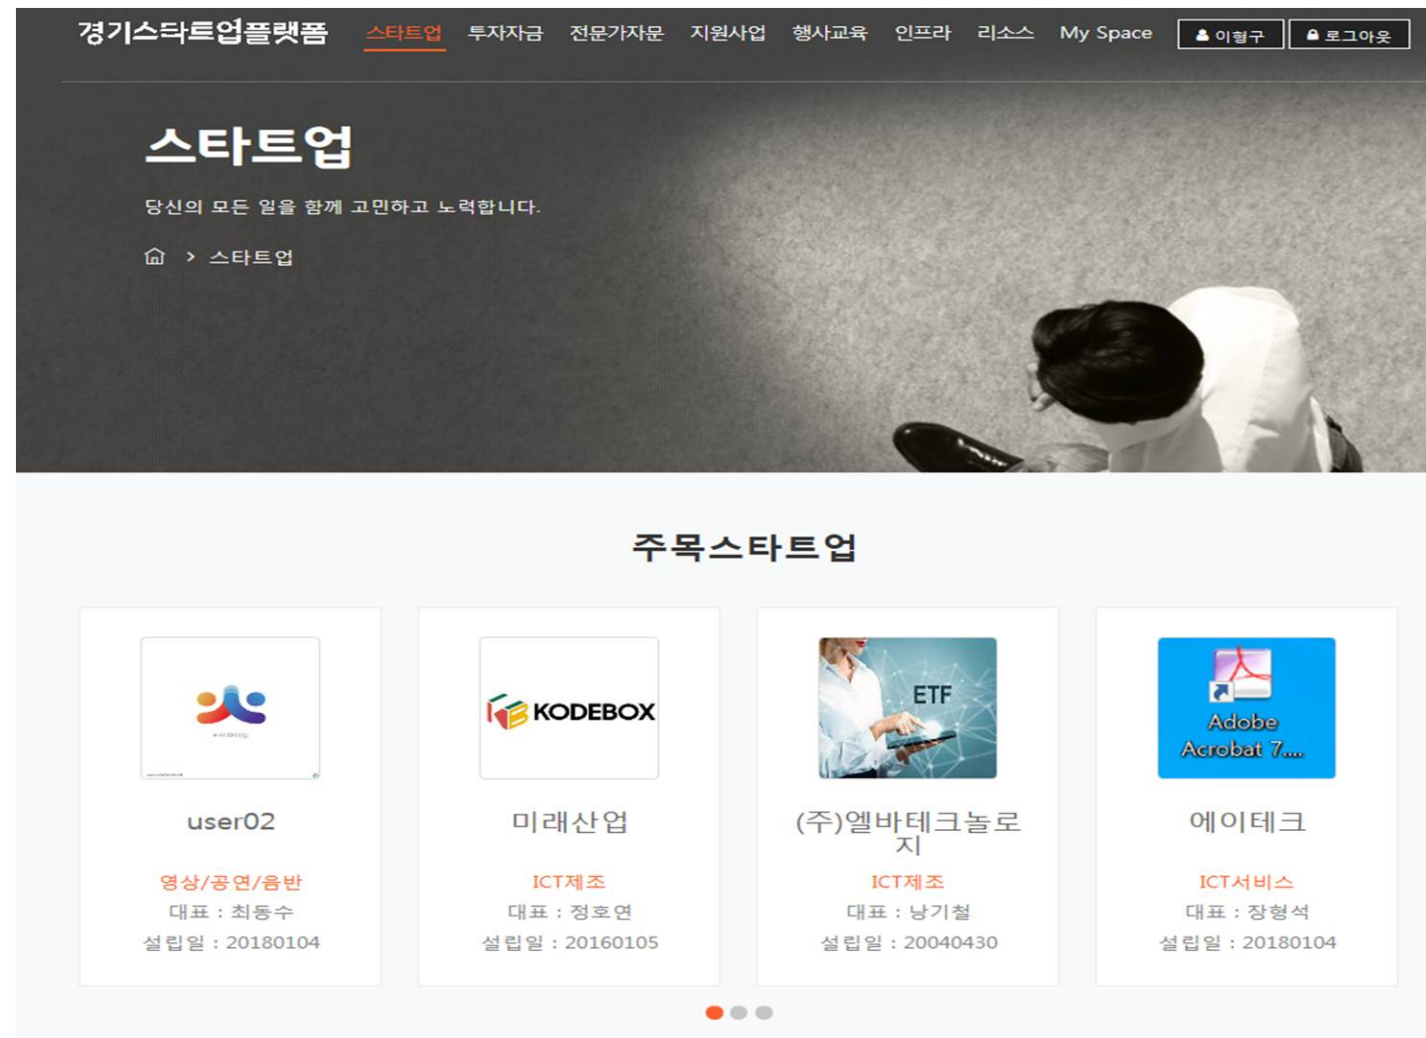 경기스타트업플랫폼 스타트업 투자자금 전문가자문 지원사업 행사교육 인프라 리소스 My Space 이형구 로그아웃
스타트업
당신의 모든 일을 함께 고민하고 노력합니다.
> 스타트업
주목스타트업
KODEBOX
ETF
Adobe
Acrobat 7....
user02
미래산업
(주)엘바테크놀로
지
에이테크
영상/공연/음반
ICT제조
ICT제조
ICT서비스
대표 : 최동수
대표 : 정호연
대표 : 낭기철
대표 : 장형석
설립일 : 20180104
설립일 : 20160105
설립일 : 20040430
설립일 : 20180104